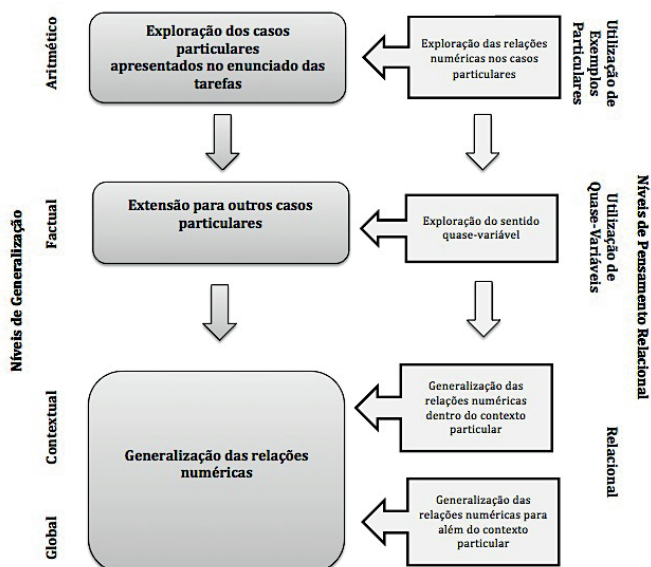 Níveis de Generalização
Aritmético
Factual
Contextual
Global
Exploração dos casos
particulares
apresentados no enunciado das
tarefas
Exploração das relações
numéricas nos casos
particulares
Utilização de
Exemplos
Particulares
Extensão para outros casos
particulares
Exploração do sentido
quase-variável
Utilização de
Quase-Variáveis
Generalização das relações
numéricas
Generalização das
relações numéricas
dentro do contexto
particular
Generalização das
relações numéricas para
além do contexto
particular
Relacional
Níveis de Pensamento Relacional